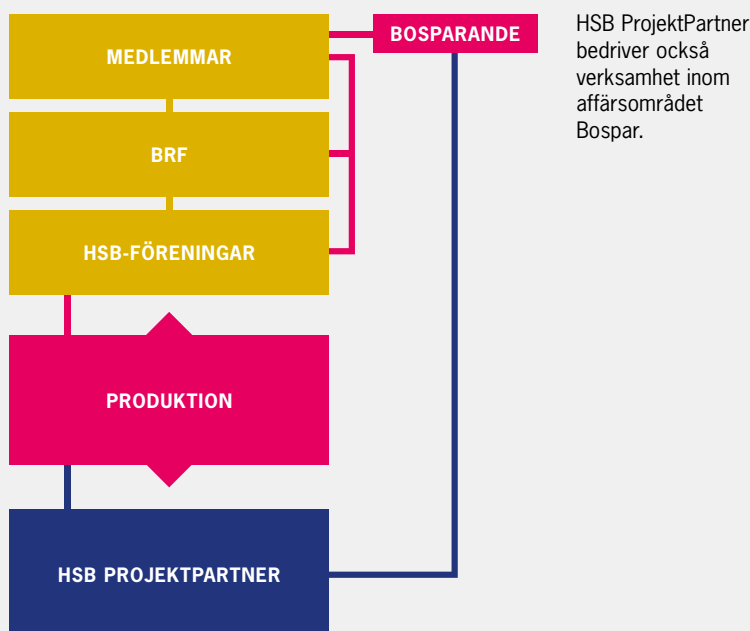 MEDLEMMAR
BOSPARANDE
BRF
HSB-FÖRENINGAR
PRODUKTION
HSB PROJEKTPARTNER
HSB ProjektPartner
bedriver också
verksamhet inom
affärsområdet
Bospar.